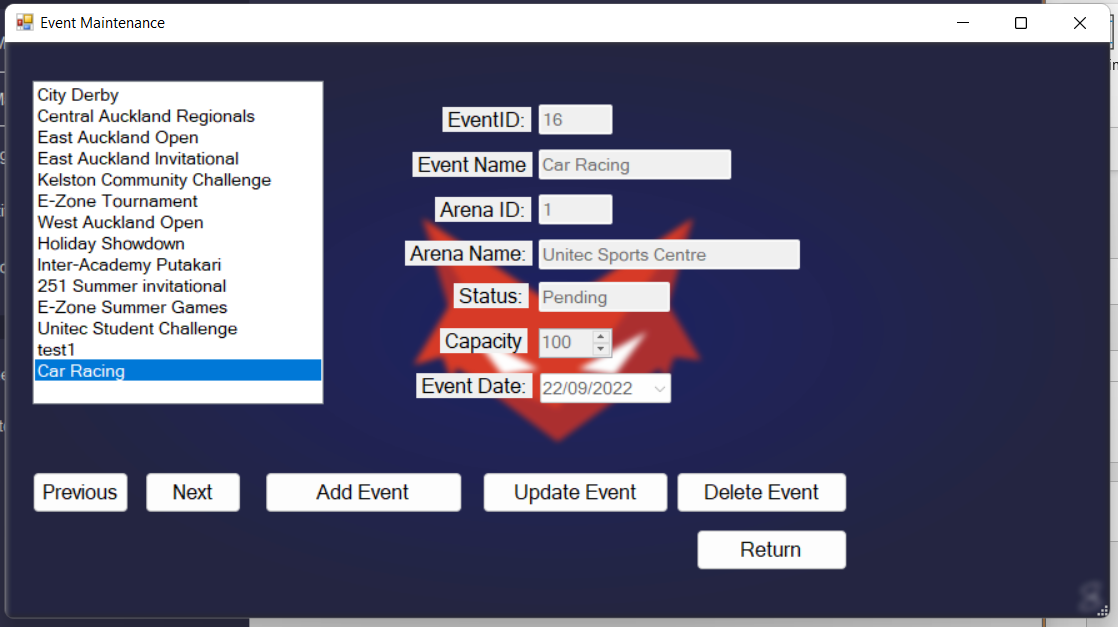 Event Maintenance
City Derby
Central Auckland Regionals
East Auckland Open
East Auckland Invitational
Kelston Community Challenge
E-Zone Tournament
West Auckland Open
Holiday Showdown
Inter-Academy Putakari
251 Summer invitational
E-Zone Summer Games
Unitec Student Challenge
test1
Car Racing
EventID: 16
Event Name Car Racing
Arena ID: 1
Arena Name: Unitec Sports Centre
Status: Pending
Capacity 100
Event Date: 22/09/2022
Previous Next Add Event Update Event Delete Event
Return